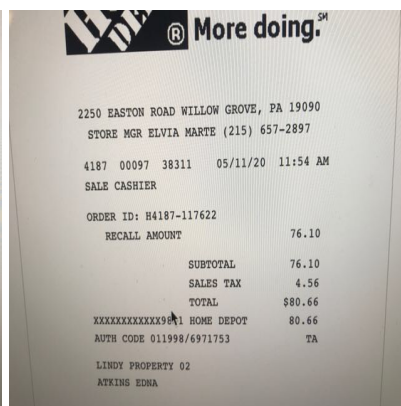 ® More doing.℠
2250 EASTON ROAD WILLOW GROVE, PA 19090
STORE MGR ELVIA MARTE (215) 657-2897
4187 00097 38311 05/11/20 11:54 AM
SALE CASHIER
ORDER ID: H4187-117622
RECALL AMOUNT 76.10
SUBTOTAL 76.10
SALES TAX 4.56
TOTAL $80.66
HOME DEPOT 80.66
AUTH CODE 011998/6971753 TA
LINDY PROPERTY 02
ATKINS EDNA